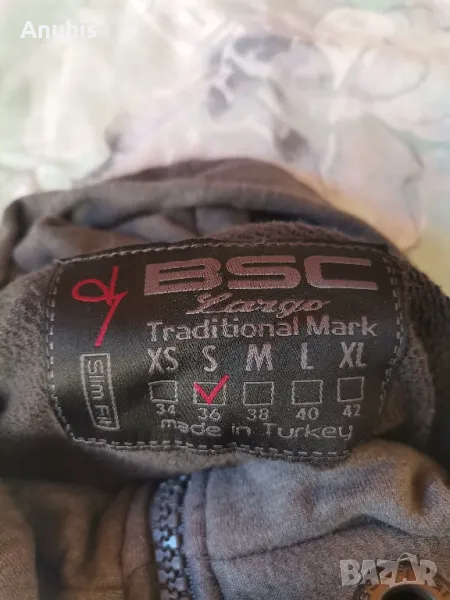 Anubis
BSC
Largo
Traditional Mark
XS S M L XL
34 36 38 40 42
made in Turkey
Slim Fit
BAZAR